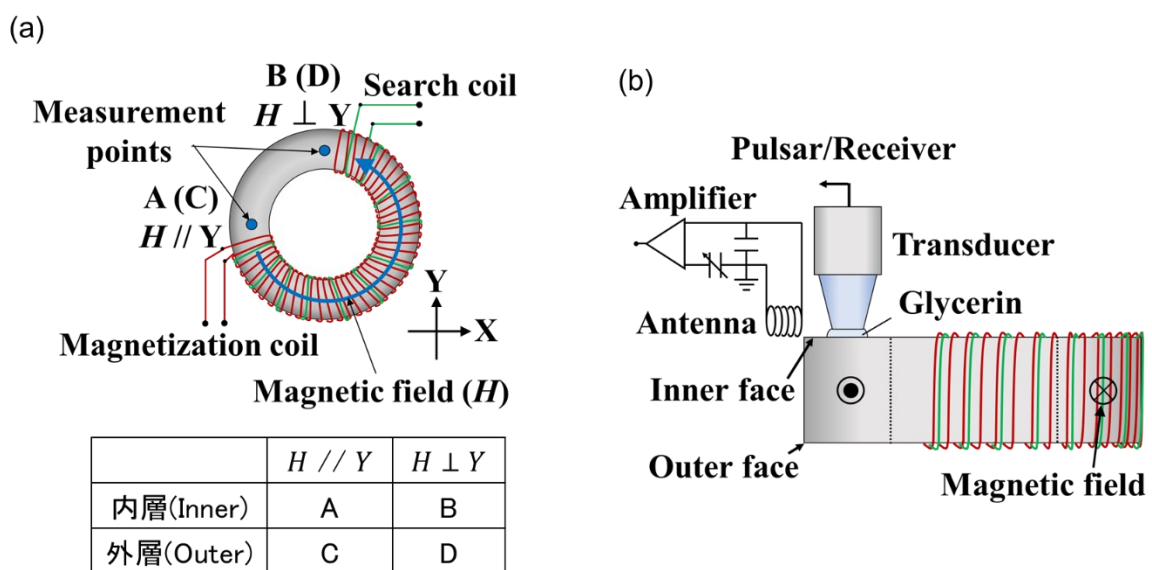 (a)
B (D)
H ⊥ Y
Search coil
Measurement
points
A (C)
H // Y
Magnetization coil
Y
X
Magnetic field (H)
H // Y H ⊥ Y
内層(Inner) A B
外層(Outer) C D
(b)
Pulsar/Receiver
Amplifier
Transducer
Glycerin
Antenna
Inner face
Outer face
Magnetic field